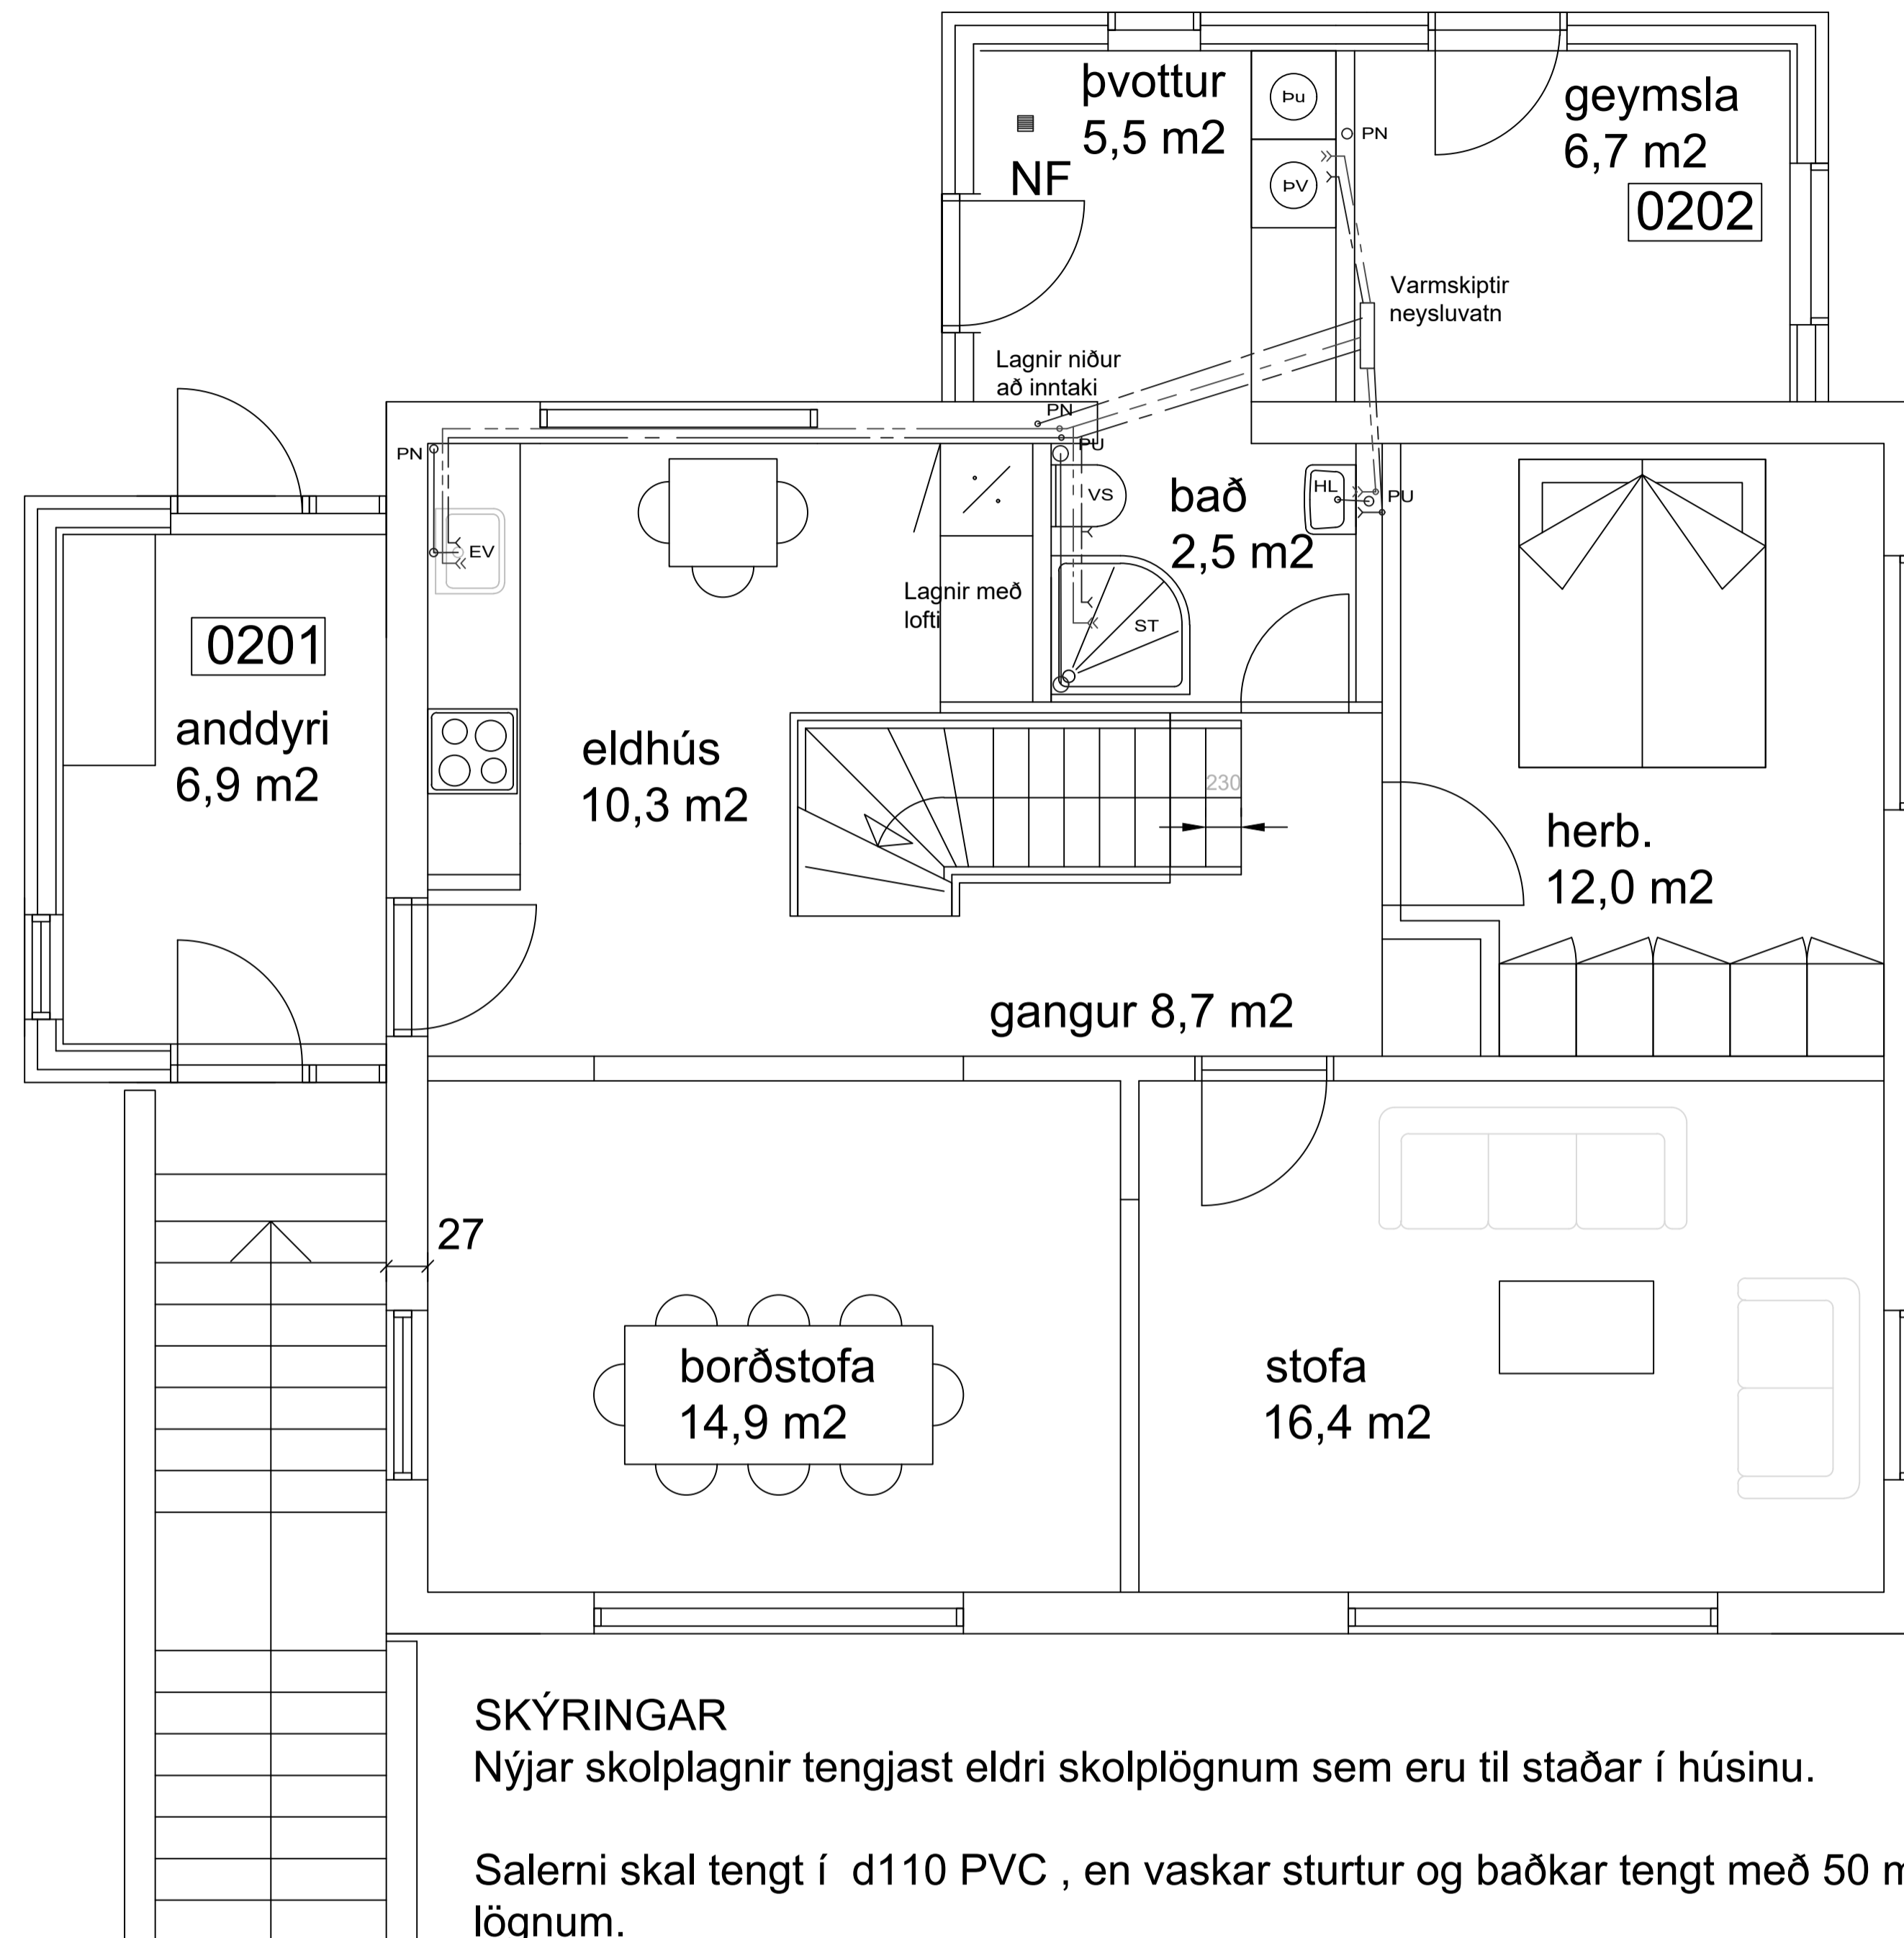 þvottur
5,5 m2
Þu
geymsla
6,7 m2
PN
NF
ÞV
0202
Varmskiptir
neysluvatn
Lagnir niður
að inntaki
PN
PN
PU
VS
bað
2,5 m2
HL
PU
EV
Lagnir með
lofti
ST
0201
anddyri
6,9 m2
eldhús
10,3 m2
230
herb.
12,0 m2
gangur 8,7 m2
27
borðstofa
14,9 m2
stofa
16,4 m2
SKÝRINGAR
Nýjar skolplagnir tengjast eldri skolplögnum sem eru til staðar í húsinu.
Salerni skal tengt í d110 PVC , en vaskar sturtur og baðkar tengt með 50
lögnum.